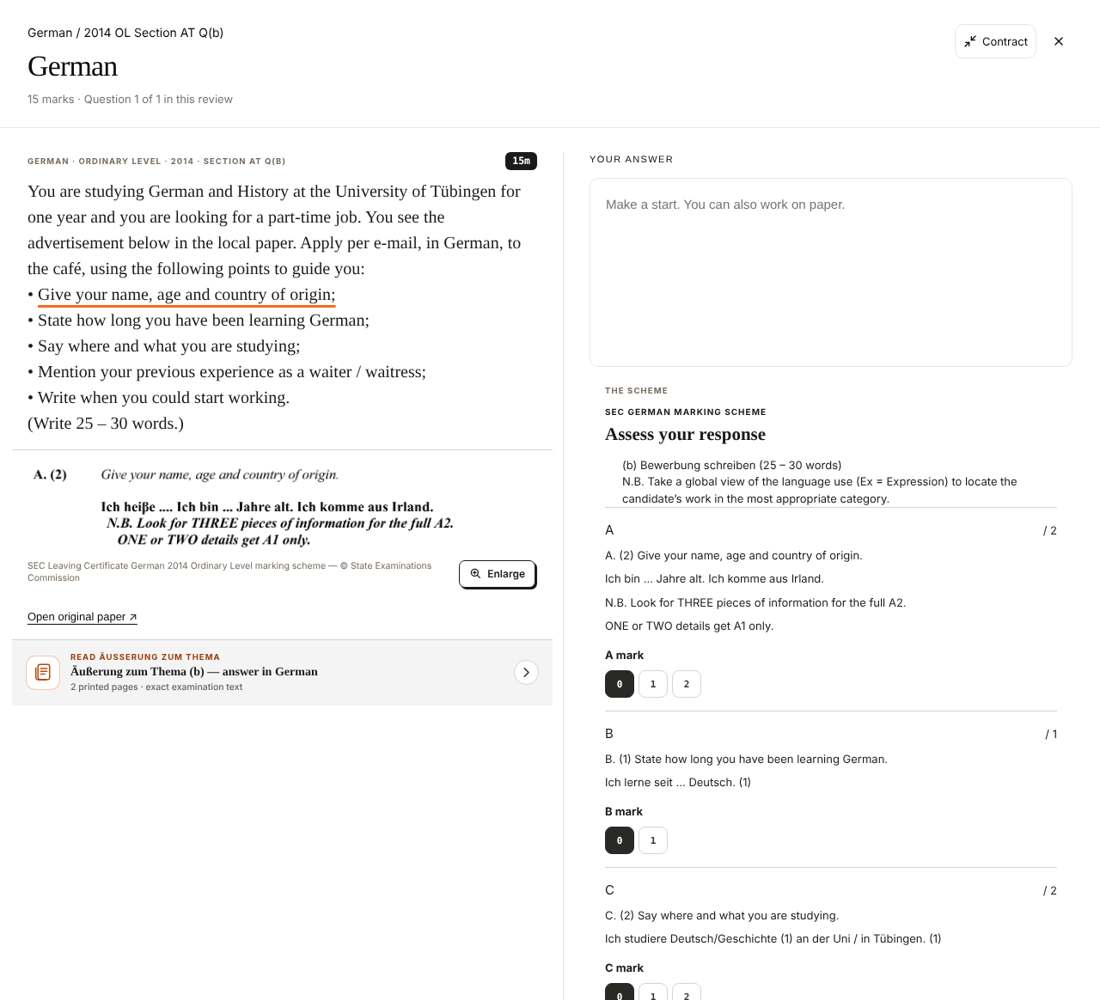 German / 2014 OL Section AT Q(b)
German
15 marks · Question 1 of 1 in this review
Contract
GERMAN · ORDINARY LEVEL · 2014 · SECTION AT Q(B)
15m
You are studying German and History at the University of Tübingen for
one year and you are looking for a part-time job. You see the
advertisement below in the local paper. Apply per e-mail, in German, to
the café, using the following points to guide you:
• Give your name, age and country of origin;
• State how long you have been learning German;
• Say where and what you are studying;
• Mention your previous experience as a waiter / waitress;
• Write when you could start working.
(Write 25 – 30 words.)
A. (2) Give your name, age and country of origin.
Ich heiße .... Ich bin ... Jahre alt. Ich komme aus Irland.
N.B. Look for THREE pieces of information for the full A2.
ONE or TWO details get A1 only.
SEC Leaving Certificate German 2014 Ordinary Level marking scheme — © State Examinations
Commission
Enlarge
Open original paper ↗
READ ÄUSSERUNG ZUM THEMA
Äußerung zum Thema (b) — answer in German
2 printed pages · exact examination text
YOUR ANSWER
Make a start. You can also work on paper.
THE SCHEME
SEC GERMAN MARKING SCHEME
Assess your response
(b) Bewerbung schreiben (25 – 30 words)
N.B. Take a global view of the language use (Ex = Expression) to locate the
candidate’s work in the most appropriate category.
A / 2
A. (2) Give your name, age and country of origin.
Ich bin ... Jahre alt. Ich komme aus Irland.
N.B. Look for THREE pieces of information for the full A2.
ONE or TWO details get A1 only.
A mark
0 1 2
B / 1
B. (1) State how long you have been learning German.
Ich lerne seit ... Deutsch. (1)
B mark
0 1
C / 2
C. (2) Say where and what you are studying.
Ich studiere Deutsch/Geschichte (1) an der Uni / in Tübingen. (1)
C mark
0 1 2